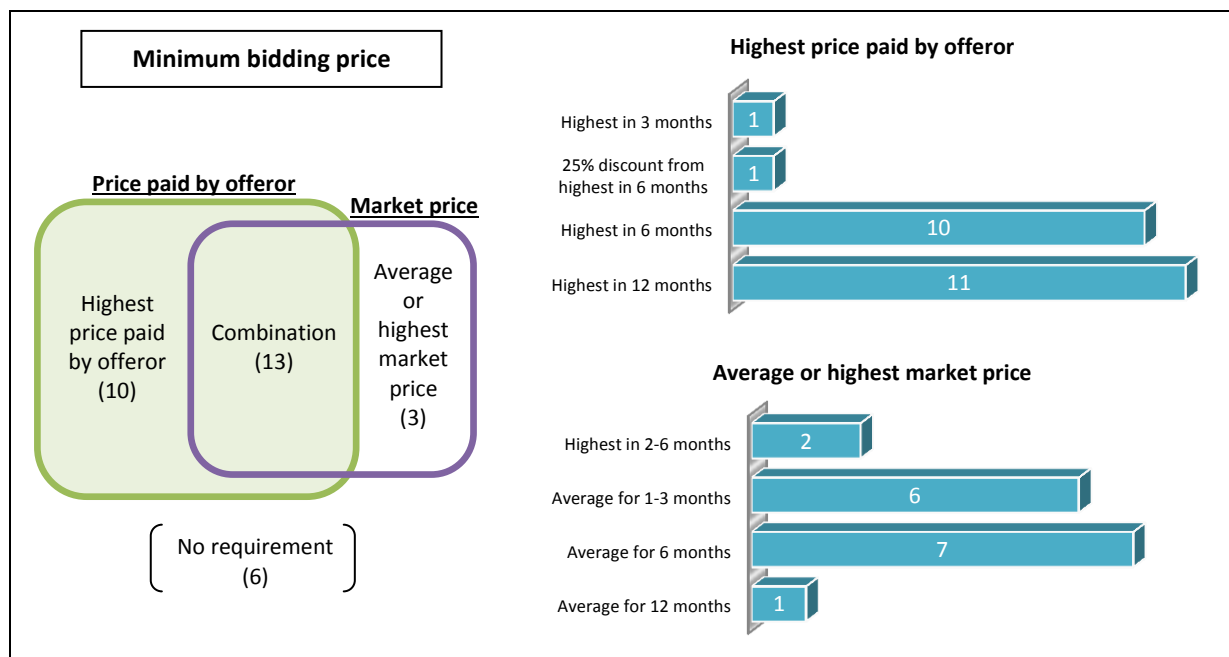 Minimum bidding price
Price paid by offeror
Market price
Highest
price paid
by offeror
(10)
Combination
(13)
Average
or
highest
market
price
(3)
No requirement
(6)
Highest price paid by offeror
Highest in 3 months
1
25% discount from
highest in 6 months
1
Highest in 6 months
10
Highest in 12 months
11
Average or highest market price
Highest in 2-6 months
2
Average for 1-3 months
6
Average for 6 months
7
Average for 12 months
1